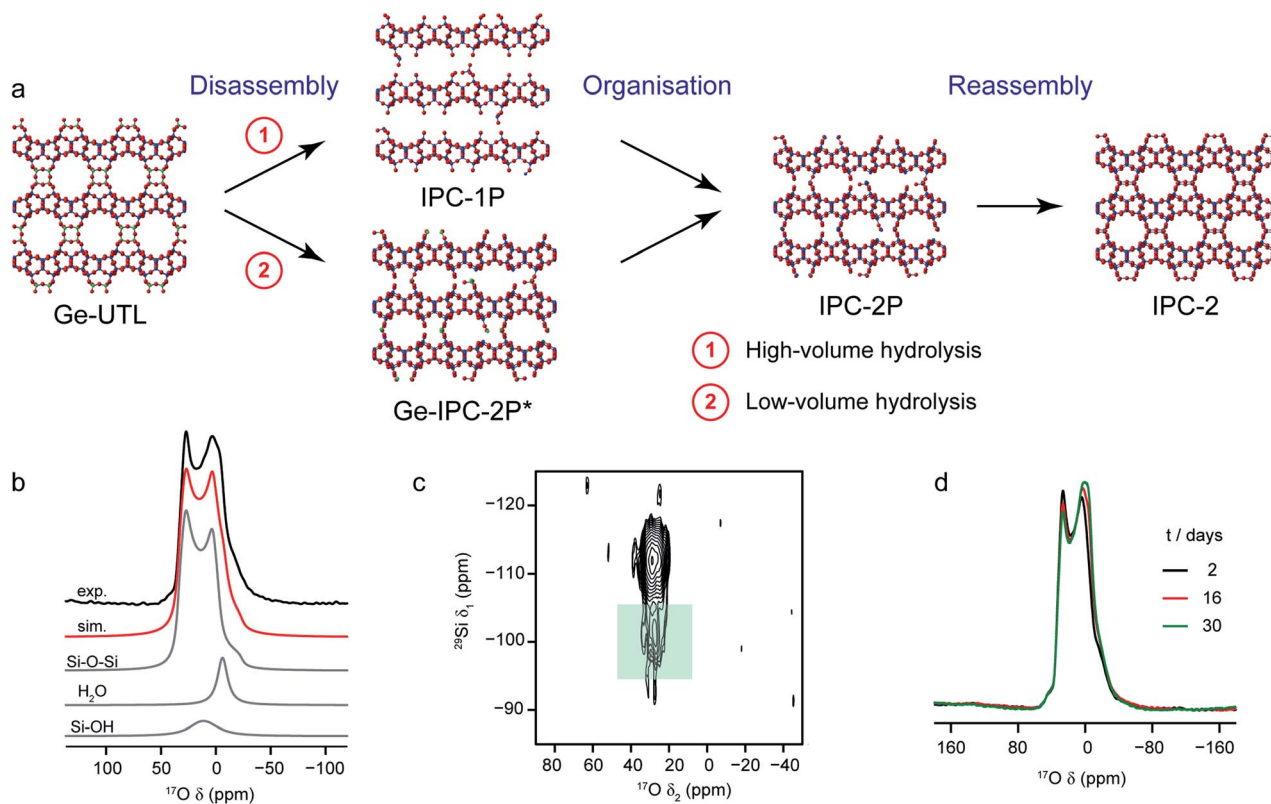 a
Disassembly
Organisation
Reassembly
1
2
Ge-UTL
IPC-1P
Ge-IPC-2P*
IPC-2P
IPC-2
1 High-volume hydrolysis
2 Low-volume hydrolysis
b
exp.
sim.
Si-O-Si
H₂O
Si-OH
100 50 0 −50 −100
¹⁷O δ (ppm)
c
−120
−110
−100
−90
²⁹Si δ₁ (ppm)
80 60 40 20 0 −20 −40
¹⁷O δ₂ (ppm)
d
t / days
2
16
30
160 80 0 −80 −160
¹⁷O δ (ppm)